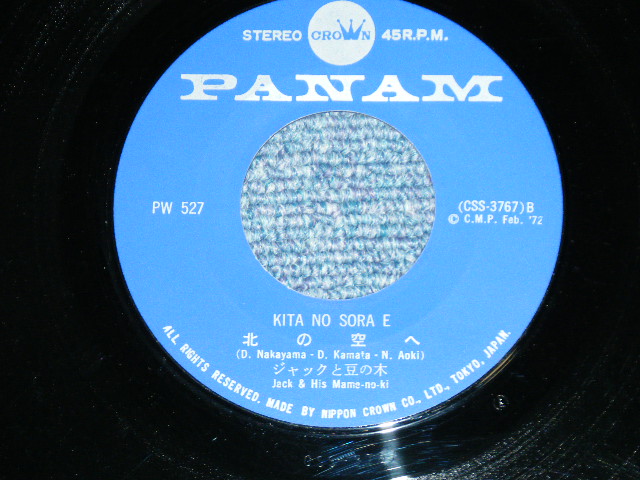 STEREO CROWN 45R.P.M.
PANAM
PW 527
(CSS-3767)B
© C.M.P. Feb. '72
KITA NO SORA E
北の空へ
(D. Nakayama - D. Kamata - N. Aoki)
ジャックと豆の木
Jack & His Mame-no-ki
ALL RIGHTS RESERVED. MADE BY NIPPON CROWN CO., LTD., TOKYO, JAPAN.